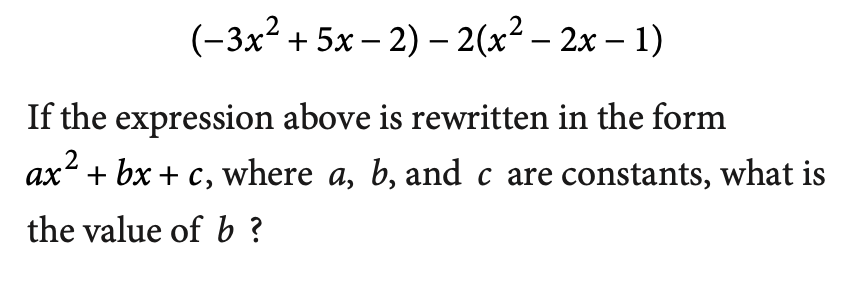 (−3x² + 5x − 2) − 2(x² − 2x − 1)
If the expression above is rewritten in the form
ax² + bx + c, where a, b, and c are constants, what is
the value of b ?